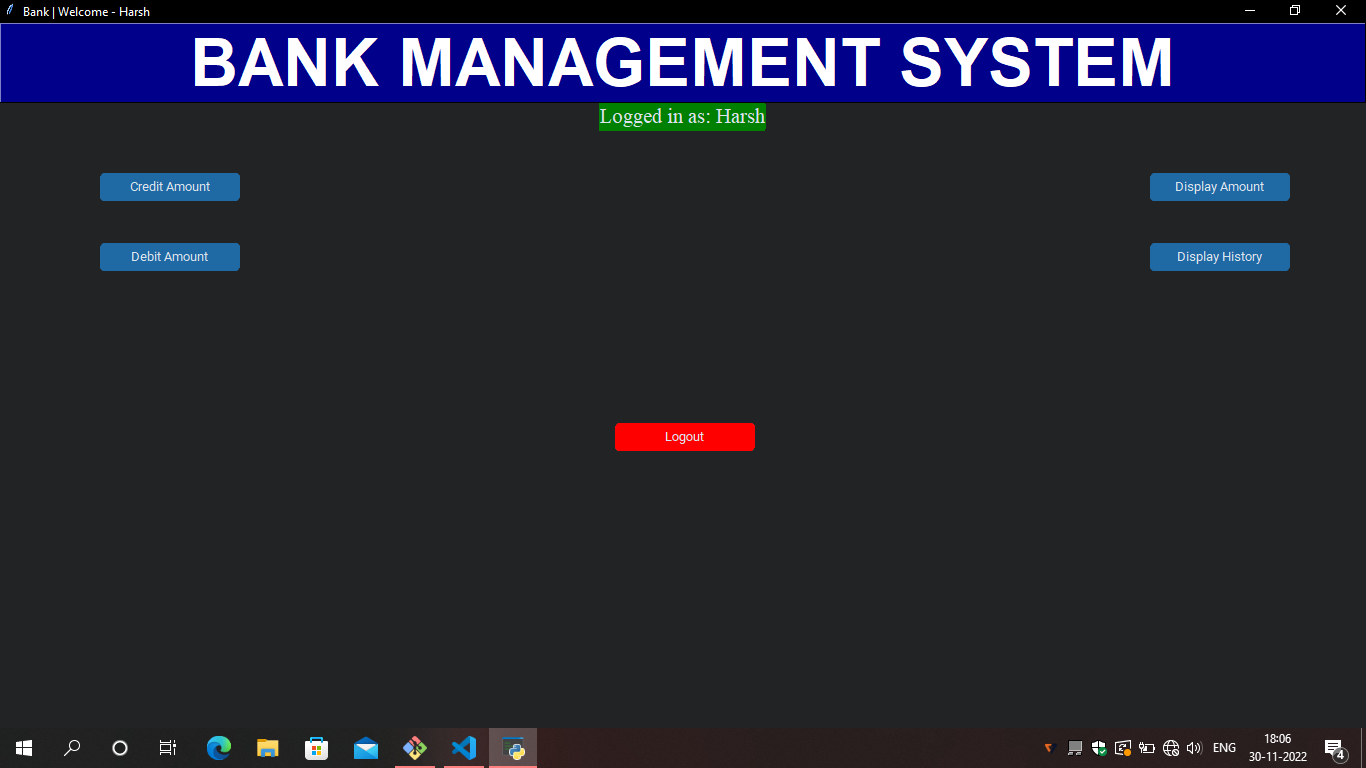 Bank | Welcome - Harsh
BANK MANAGEMENT SYSTEM
Logged in as: Harsh
Credit Amount
Display Amount
Debit Amount
Display History
Logout
ENG
18:06
30-11-2022
4